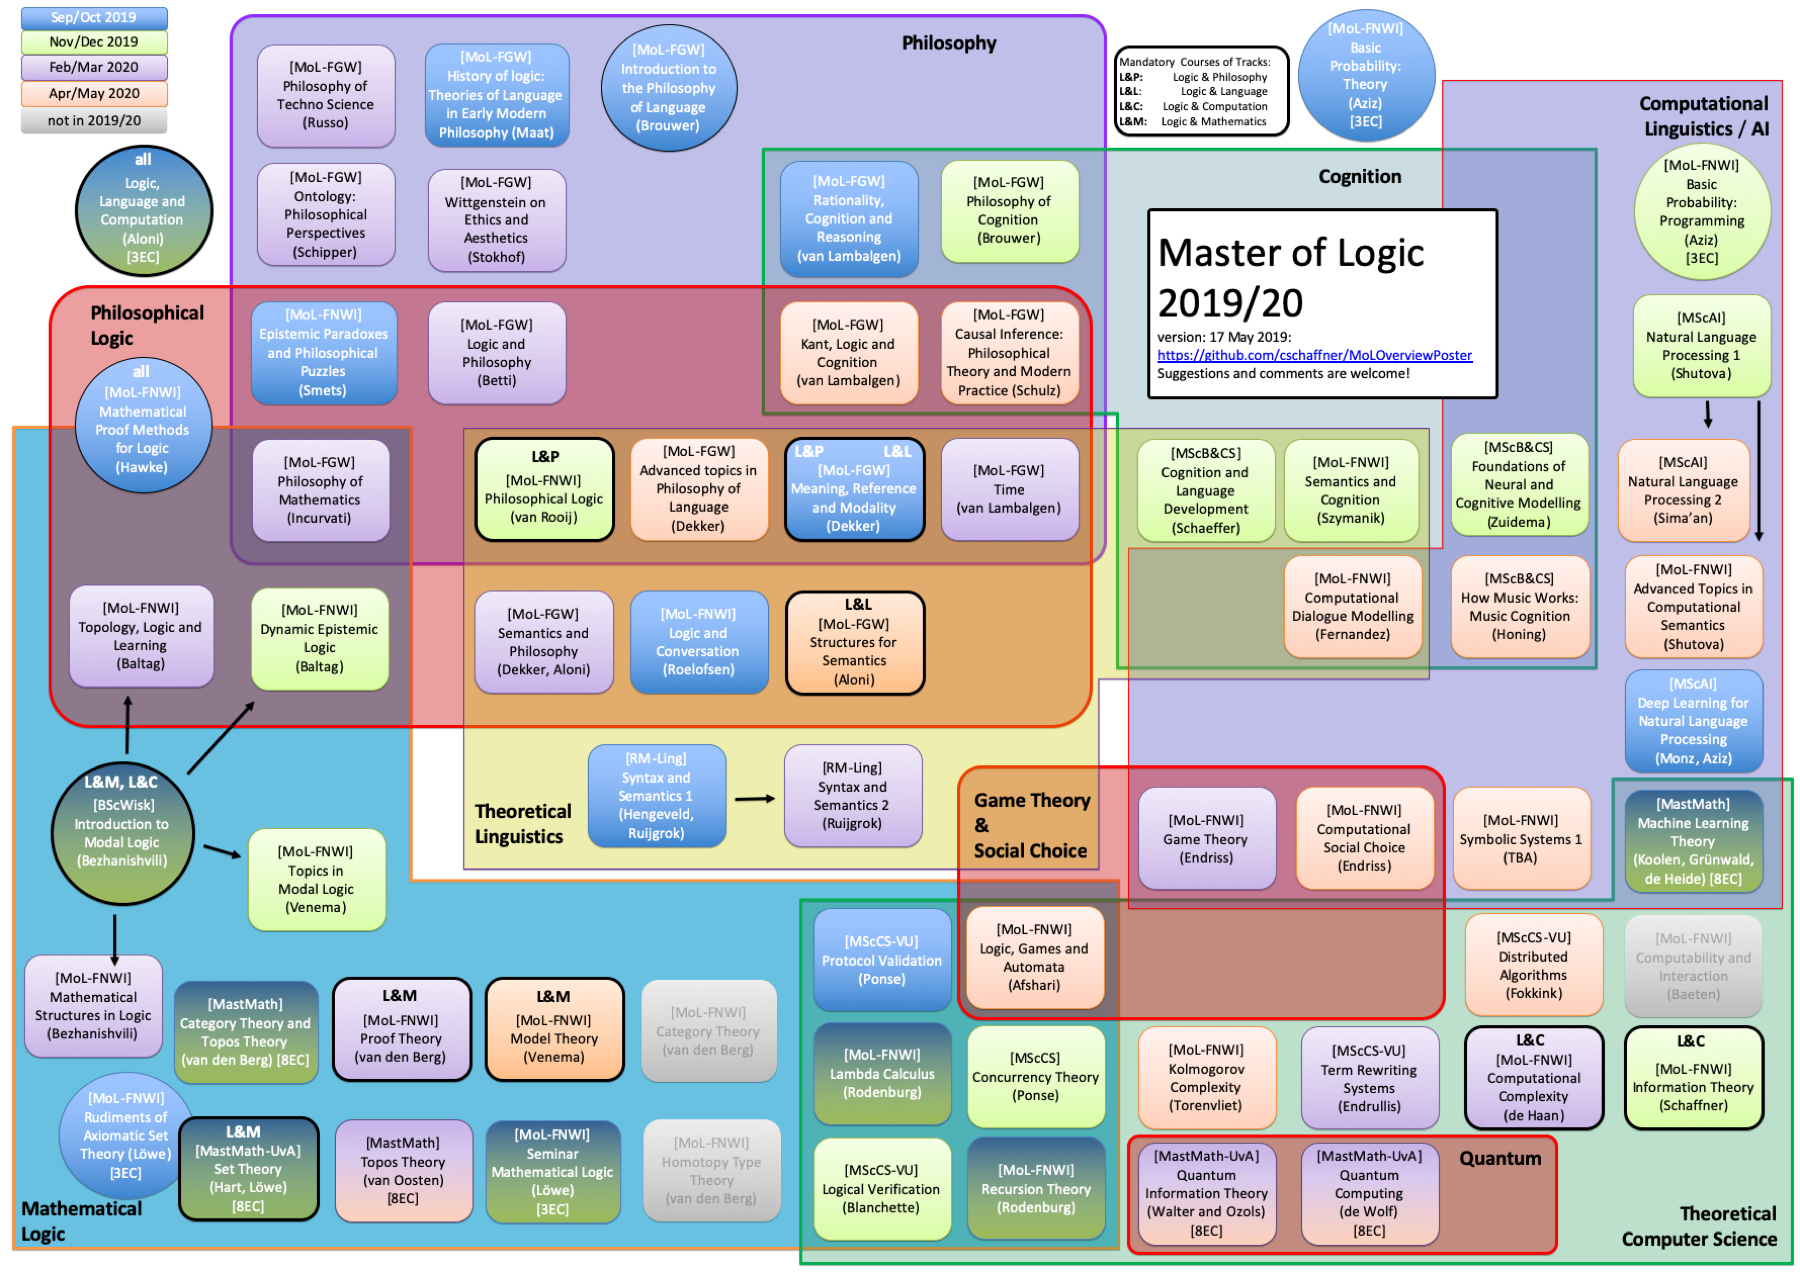 Sep/Oct 2019
Nov/Dec 2019
Feb/Mar 2020
Apr/May 2020
not in 2019/20
all
Logic,
Language and
Computation
(Aloni)
[3EC]
Philosophy
[MoL-FGW]
Philosophy of
Techno Science
(Russo)
[MoL-FGW]
History of logic:
Theories of Language
in Early Modern
Philosophy (Maat)
[MoL-FGW]
Introduction to
the Philosophy
of Language
(Brouwer)
Mandatory Courses of Tracks:
L&P: Logic & Philosophy
L&L: Logic & Language
L&C: Logic & Computation
L&M: Logic & Mathematics
[MoL-FNWI]
Basic
Probability:
Theory
(Aziz)
[3EC]
Computational
Linguistics / AI
[MoL-FNWI]
Basic
Probability:
Programming
(Aziz)
[3EC]
[MoL-FGW]
Ontology:
Philosophical
Perspectives
(Schipper)
[MoL-FGW]
Wittgenstein on
Ethics and
Aesthetics
(Stokhof)
[MoL-FGW]
Rationality,
Cognition and
Reasoning
(van Lambalgen)
[MoL-FGW]
Philosophy of
Cognition
(Brouwer)
Cognition
Master of Logic
2019/20
version: 17 May 2019:
https://github.com/cschaffner/MoLOverviewPoster
Suggestions and comments are welcome!
Philosophical
Logic
all
[MoL-FNWI]
Mathematical
Proof Methods
for Logic
(Hawke)
[MoL-FNWI]
Epistemic Paradoxes
and Philosophical
Puzzles
(Smets)
[MoL-FGW]
Logic and
Philosophy
(Betti)
[MoL-FGW]
Kant, Logic and
Cognition
(van Lambalgen)
[MoL-FGW]
Causal Inference:
Philosophical
Theory and Modern
Practice (Schulz)
[MScAI]
Natural Language
Processing 1
(Shutova)
[MoL-FGW]
Philosophy of
Mathematics
(Incurvati)
L&P
[MoL-FNWI]
Philosophical Logic
(van Rooij)
[MoL-FGW]
Advanced topics in
Philosophy of
Language
(Dekker)
L&P L&L
[MoL-FGW]
Meaning, Reference
and Modality
(Dekker)
[MoL-FGW]
Time
(van Lambalgen)
[MScB&CS]
Cognition and
Language
Development
(Schaeffer)
[MoL-FNWI]
Semantics and
Cognition
(Szymanik)
[MScB&CS]
Foundations of
Neural and
Cognitive Modelling
(Zuidema)
[MScAI]
Natural Language
Processing 2
(Sima'an)
[MoL-FNWI]
Topology, Logic and
Learning
(Baltag)
[MoL-FNWI]
Dynamic Epistemic
Logic
(Baltag)
[MoL-FGW]
Semantics and
Philosophy
(Dekker, Aloni)
[MoL-FNWI]
Logic and
Conversation
(Roelofsen)
L&L
[MoL-FGW]
Structures for
Semantics
(Aloni)
[MoL-FNWI]
Computational
Dialogue Modelling
(Fernandez)
[MScB&CS]
How Music Works:
Music Cognition
(Honing)
[MoL-FNWI]
Advanced Topics in
Computational
Semantics
(Shutova)
[MScAI]
Deep Learning for
Natural Language
Processing
(Monz, Aziz)
L&M, L&C
[BScWisk]
Introduction to
Modal Logic
(Bezhanishvili)
[MoL-FNWI]
Topics in
Modal Logic
(Venema)
Theoretical
Linguistics
[RM-Ling]
Syntax and
Semantics 1
(Hengeveld,
Ruijgrok)
[RM-Ling]
Syntax and
Semantics 2
(Ruijgrok)
Game Theory
&
Social Choice
[MoL-FNWI]
Game Theory
(Endriss)
[MoL-FNWI]
Computational
Social Choice
(Endriss)
[MoL-FNWI]
Symbolic Systems 1
(TBA)
[MastMath]
Machine Learning
Theory
(Koolen, Grünwald,
de Heide) [8EC]
[MoL-FNWI]
Mathematical
Structures in Logic
(Bezhanishvili)
[MastMath]
Category Theory and
Topos Theory
(van den Berg) [8EC]
L&M
[MoL-FNWI]
Proof Theory
(van den Berg)
L&M
[MoL-FNWI]
Model Theory
(Venema)
[MoL-FNWI]
Category Theory
(van den Berg)
[MScCS-VU]
Protocol Validation
(Ponse)
[MoL-FNWI]
Logic, Games and
Automata
(Afshari)
[MScCS-VU]
Distributed
Algorithms
(Fokkink)
[MoL-FNWI]
Computability and
Interaction
(Baeten)
[MoL-FNWI]
Lambda Calculus
(Rodenburg)
[MScCS]
Concurrency Theory
(Ponse)
[MoL-FNWI]
Kolmogorov
Complexity
(Torenvliet)
[MScCS-VU]
Term Rewriting
Systems
(Endrullis)
L&C
[MoL-FNWI]
Computational
Complexity
(de Haan)
L&C
[MoL-FNWI]
Information Theory
(Schaffner)
[MoL-FNWI]
Rudiments of
Axiomatic Set
Theory (Löwe)
[3EC]
L&M
[MastMath-UvA]
Set Theory
(Hart, Löwe)
[8EC]
[MastMath]
Topos Theory
(van Oosten)
[8EC]
[MoL-FNWI]
Seminar
Mathematical Logic
(Löwe)
[3EC]
[MoL-FNWI]
Homotopy Type
Theory
(van den Berg)
[MScCS-VU]
Logical Verification
(Blanchette)
[MoL-FNWI]
Recursion Theory
(Rodenburg)
[MastMath-UvA]
Quantum
Information Theory
(Walter and Ozols)
[8EC]
[MastMath-UvA]
Quantum
Computing
(de Wolf)
[8EC]
Quantum
Mathematical
Logic
Theoretical
Computer Science